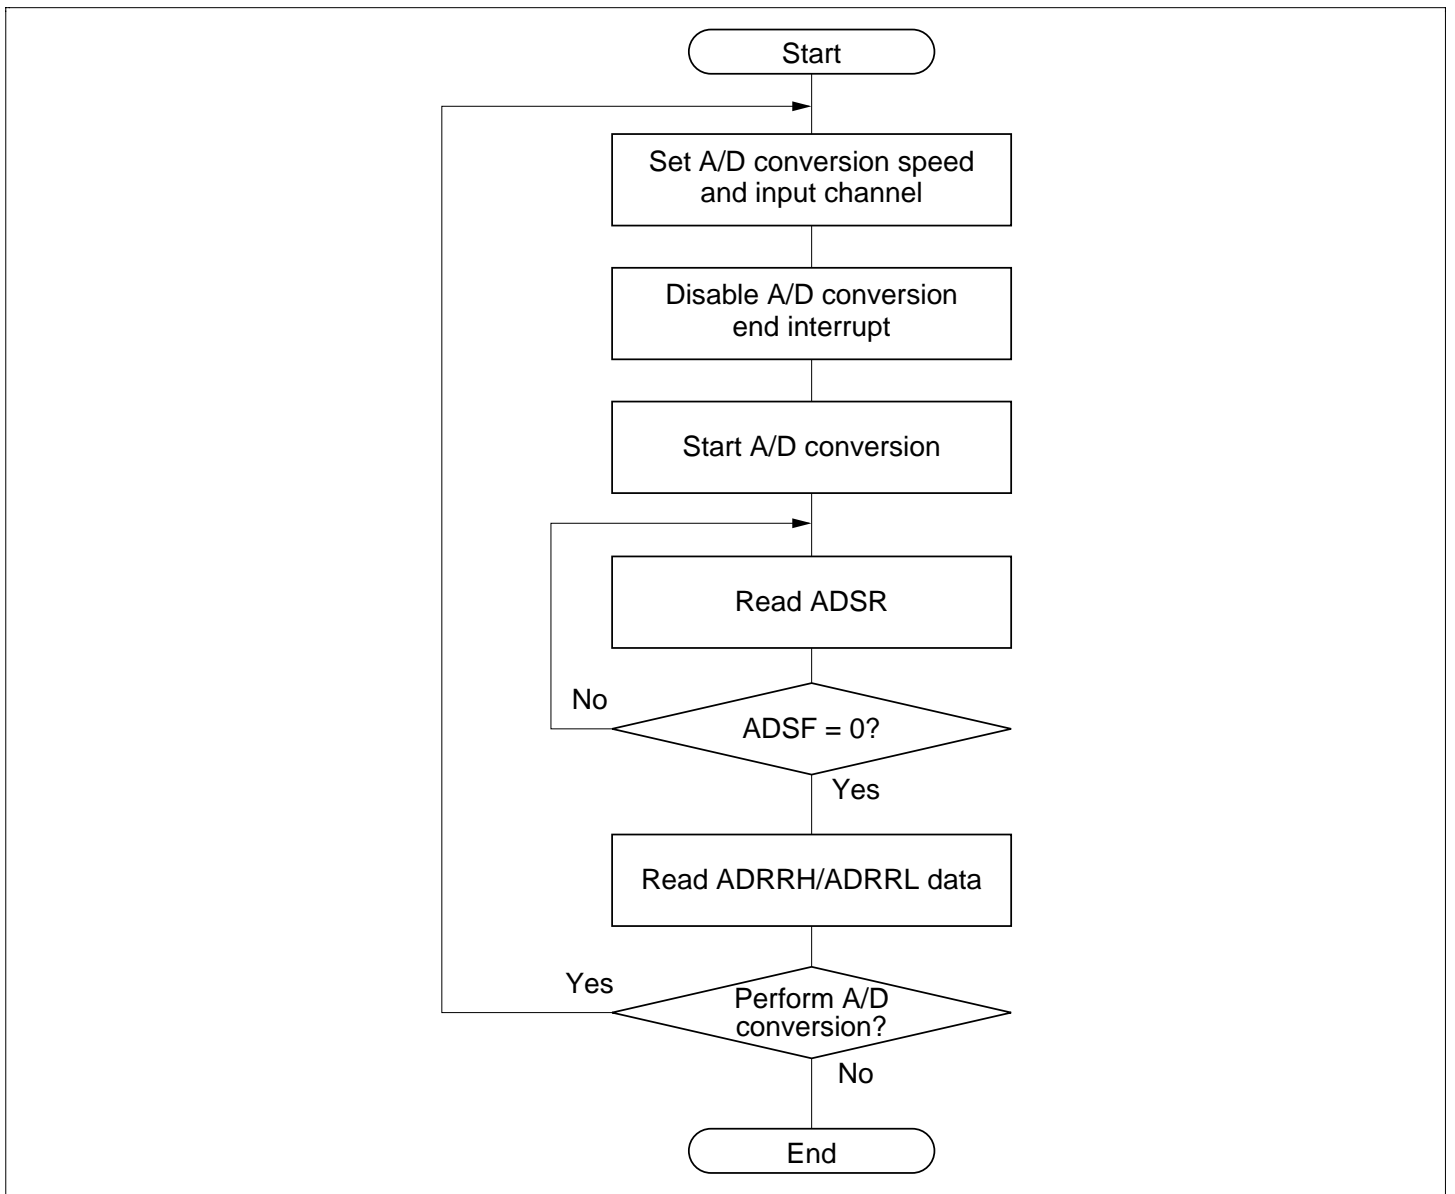 Start
Set A/D conversion speed
and input channel
Disable A/D conversion
end interrupt
Start A/D conversion
Read ADSR
No
ADSF = 0?
Yes
Read ADRRH/ADRRL data
Yes
Perform A/D
conversion?
No
End